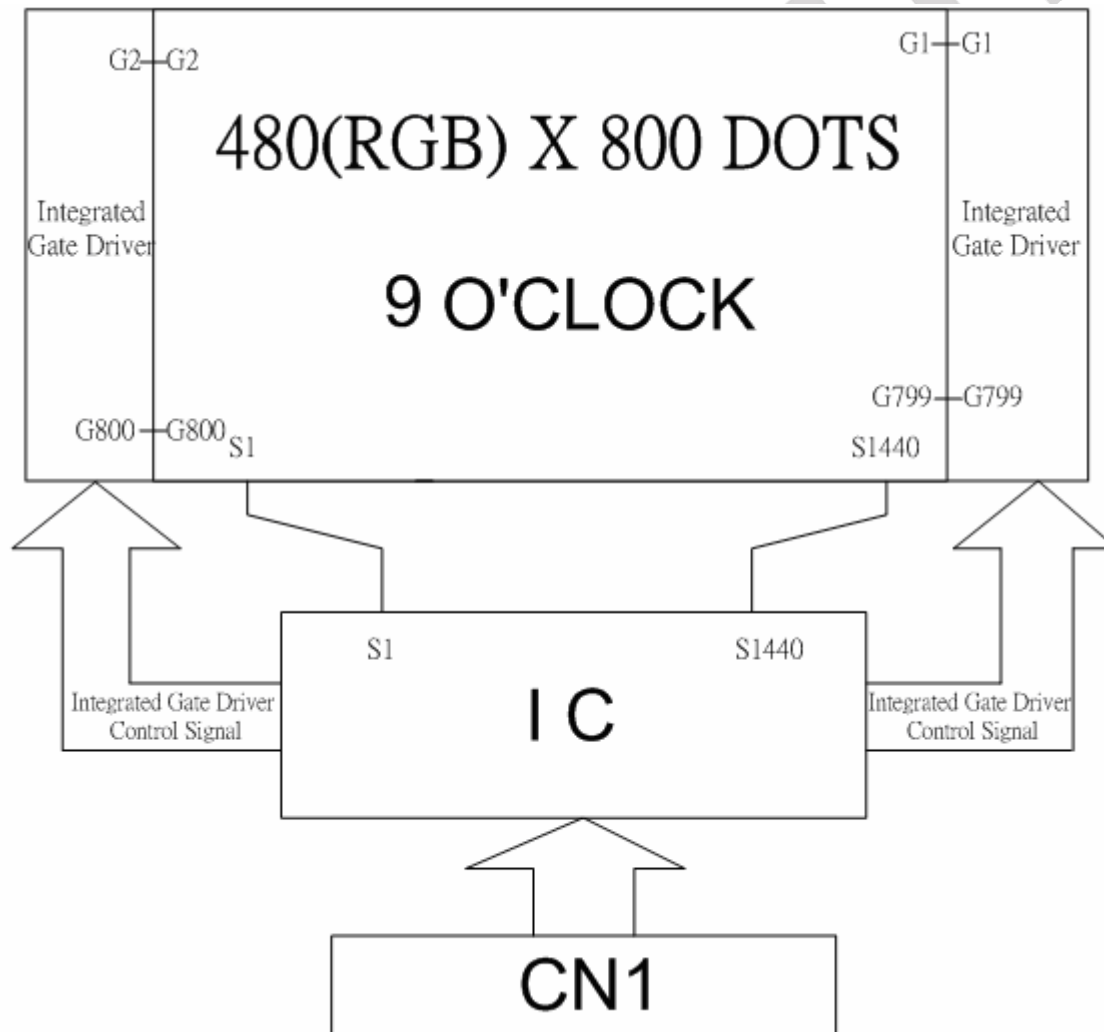 G2 G2
G1 G1
480(RGB) X 800 DOTS
Integrated
Gate Driver
Integrated
Gate Driver
9 O'CLOCK
G799 G799
G800 G800
S1
S1440
S1
S1440
Integrated Gate Driver
Control Signal
I C
Integrated Gate Driver
Control Signal
CN1